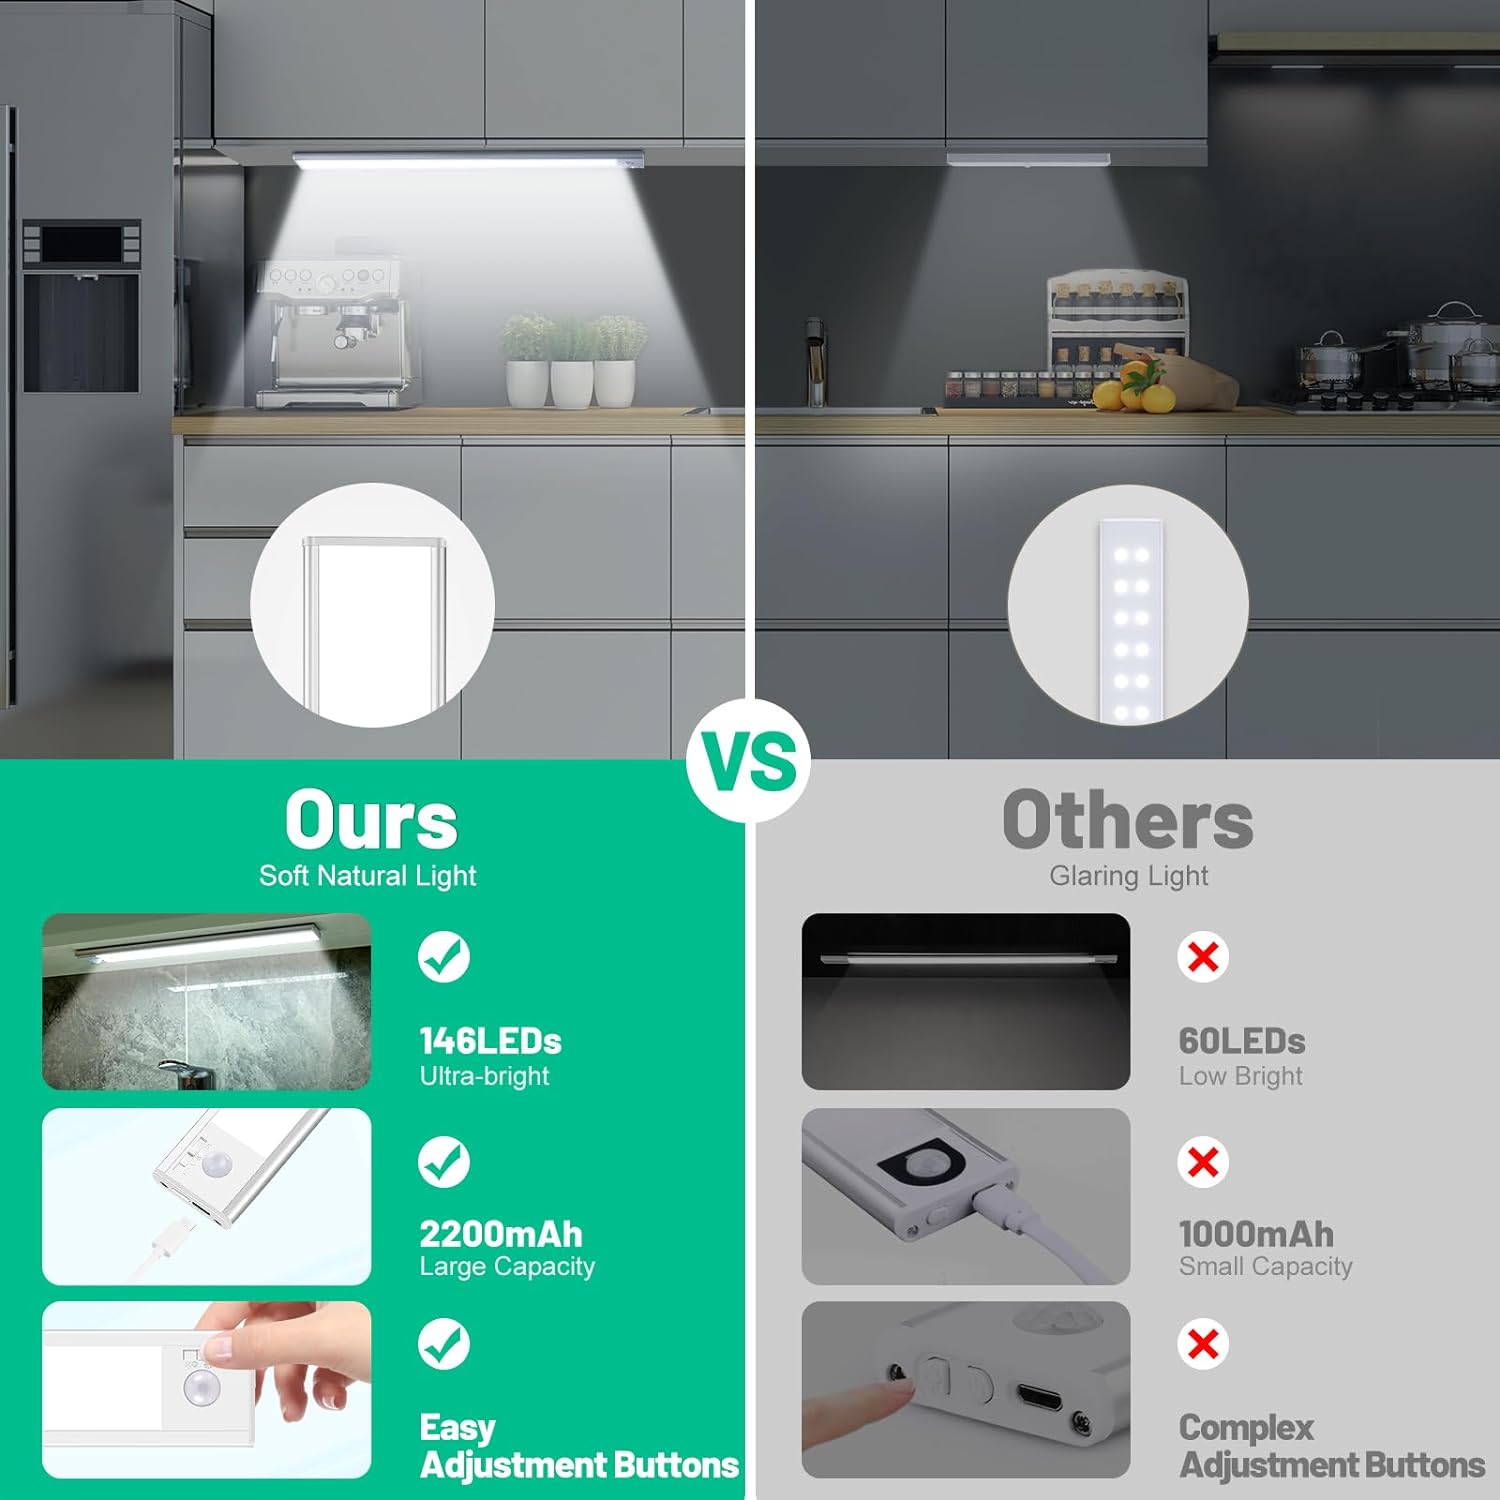 VS
Ours
Soft Natural Light
146LEDs
Ultra-bright
2200mAh
Large Capacity
Easy
Adjustment Buttons
Others
Glaring Light
60LEDs
Low Bright
1000mAh
Small Capacity
Complex
Adjustment Buttons